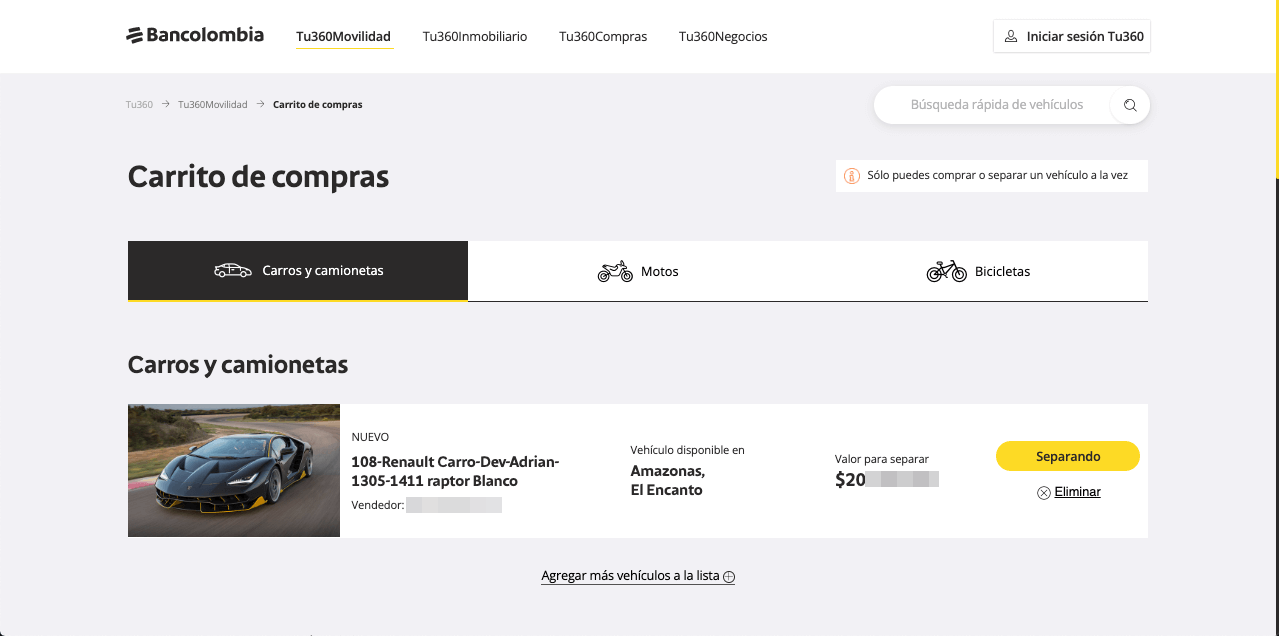 Bancolombia
Tu360Movilidad Tu360Inmobiliario Tu360Compras Tu360Negocios
Iniciar sesión Tu360
Tu360 → Tu360Movilidad → Carrito de compras
Búsqueda rápida de vehículos
Carrito de compras
Sólo puedes comprar o separar un vehículo a la vez
Carros y camionetas
Motos
Bicicletas
Carros y camionetas
NUEVO
108-Renault Carro-Dev-Adrian-
1305-1411 raptor Blanco
Vendedor:
Vehículo disponible en
Amazonas,
El Encanto
Valor para separar
$20
Separando
Eliminar
Agregar más vehículos a la lista